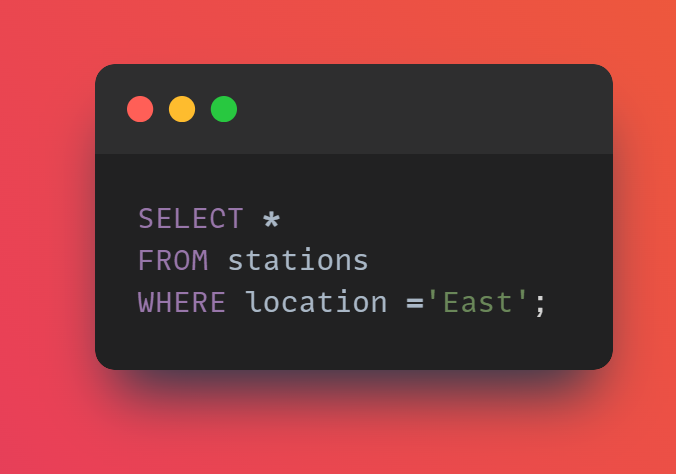 SELECT *
FROM stations
WHERE location ='East';